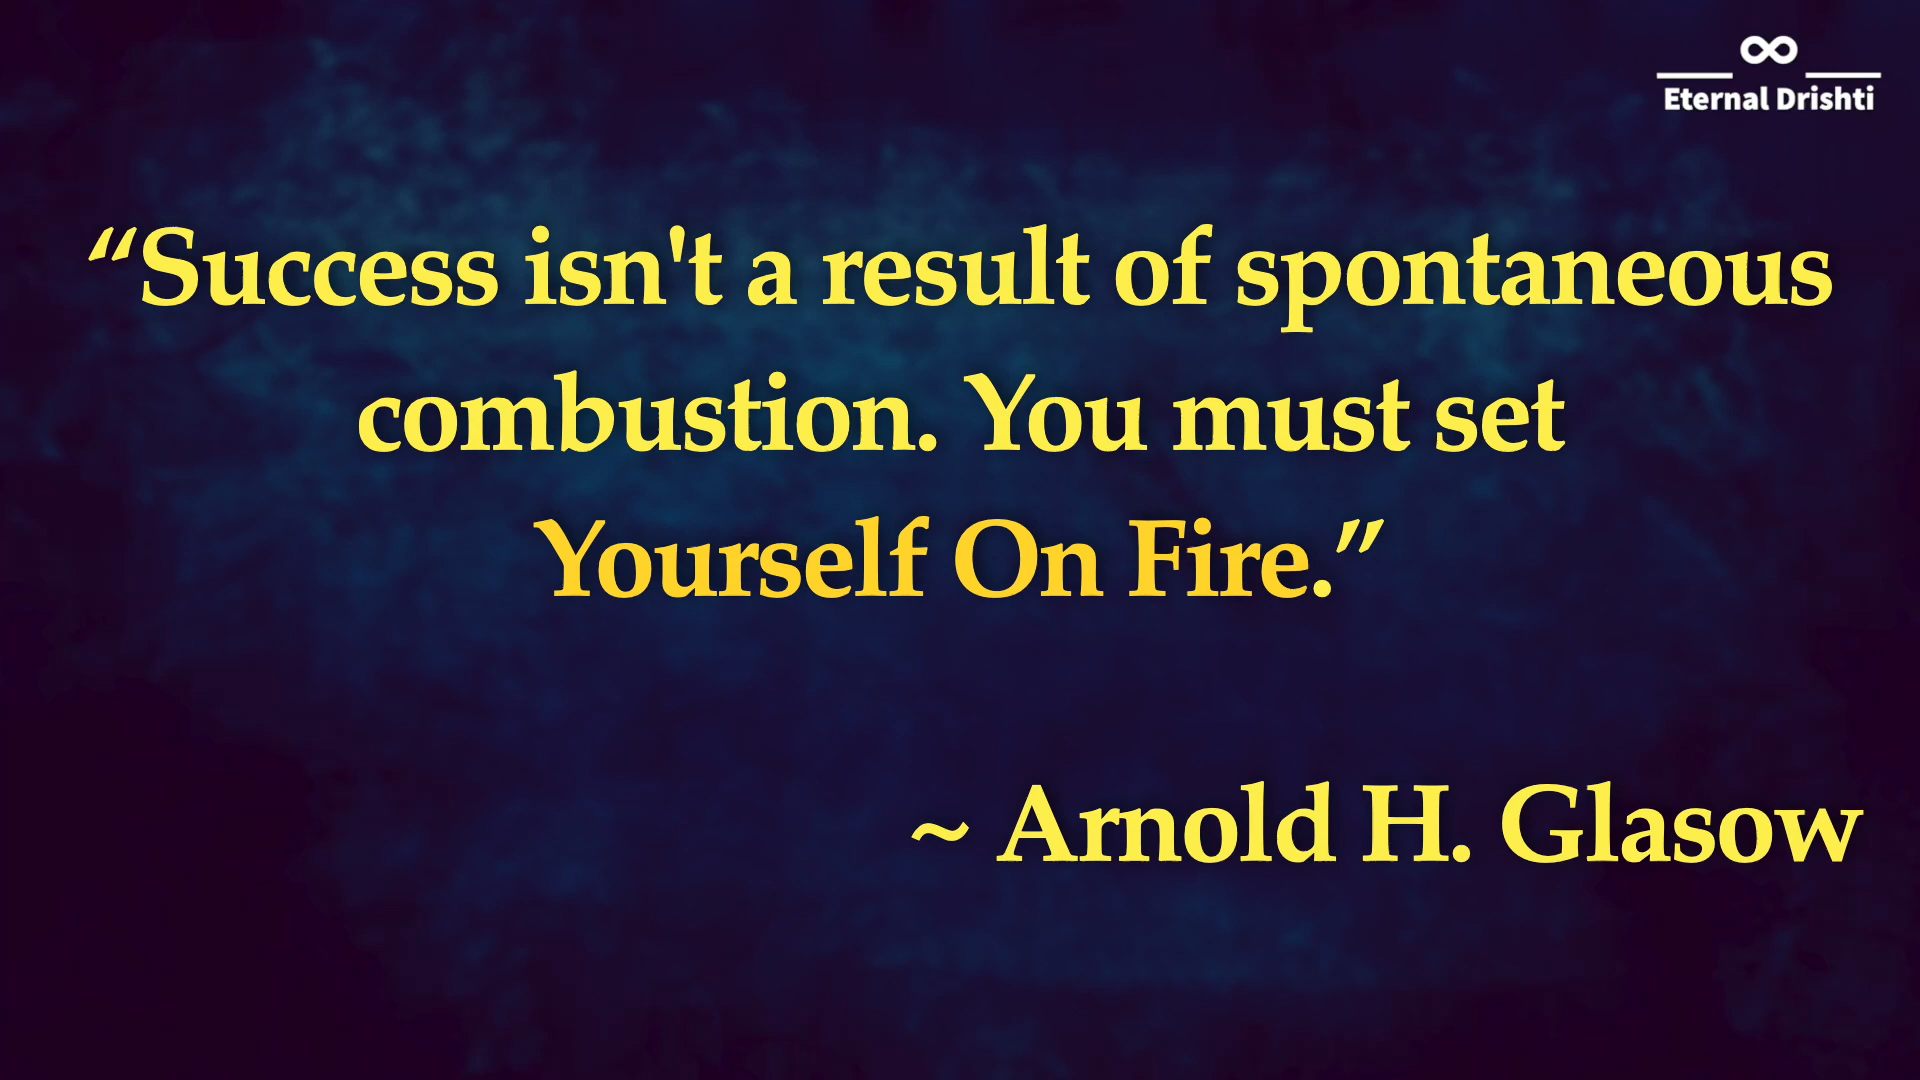 ∞
Eternal Drishti
“Success isn't a result of spontaneous
combustion. You must set
Yourself On Fire.”
~ Arnold H. Glasow